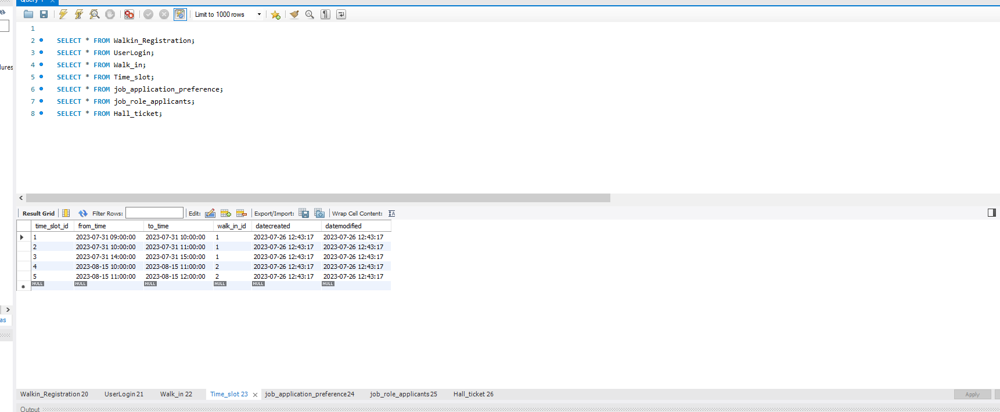 Query 1
Limit to 1000 rows
1
2 SELECT * FROM Walkin_Registration;
3 SELECT * FROM UserLogin;
4 SELECT * FROM Walk_in;
5 SELECT * FROM Time_slot;
6 SELECT * FROM job_application_preference;
7 SELECT * FROM job_role_applicants;
8 SELECT * FROM Hall_ticket;
dures
Result Grid Filter Rows: Edit: Export/Import: Wrap Cell Content:
time_slot_id from_time to_time walk_in_id datecreated datemodified
1 2023-07-31 09:00:00 2023-07-31 10:00:00 1 2023-07-26 12:43:17 2023-07-26 12:43:17
2 2023-07-31 10:00:00 2023-07-31 11:00:00 1 2023-07-26 12:43:17 2023-07-26 12:43:17
3 2023-07-31 14:00:00 2023-07-31 15:00:00 1 2023-07-26 12:43:17 2023-07-26 12:43:17
4 2023-08-15 10:00:00 2023-08-15 11:00:00 2 2023-07-26 12:43:17 2023-07-26 12:43:17
5 2023-08-15 11:00:00 2023-08-15 12:00:00 2 2023-07-26 12:43:17 2023-07-26 12:43:17
NULL NULL NULL NULL NULL NULL
as
Walkin_Registration 20 UserLogin 21 Walk_in 22 Time_slot 23 job_application_preference 24 job_role_applicants 25 Hall_ticket 26 Apply
Output